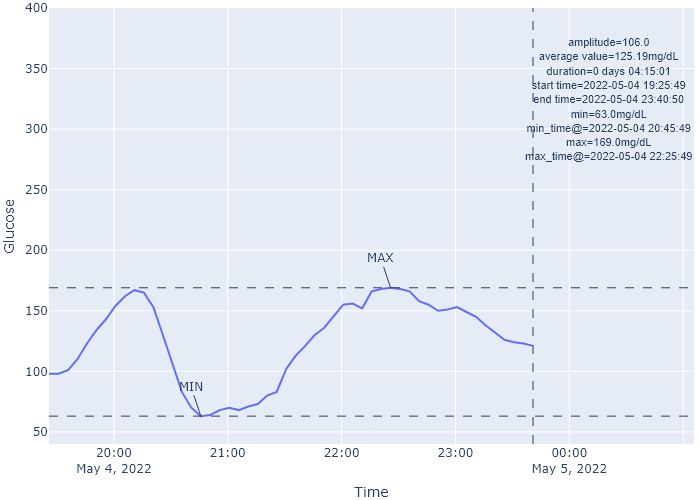 400
350
300
250
200
150
100
50
Glucose
amplitude=106.0
average value=125.19mg/dL
duration=0 days 04:15:01
start time=2022-05-04 19:25:49
end time=2022-05-04 23:40:50
min=63.0mg/dL
min_time@=2022-05-04 20:45:49
max=169.0mg/dL
max_time@=2022-05-04 22:25:49
MAX
MIN
20:00 21:00 22:00 23:00 00:00
May 4, 2022 May 5, 2022
Time